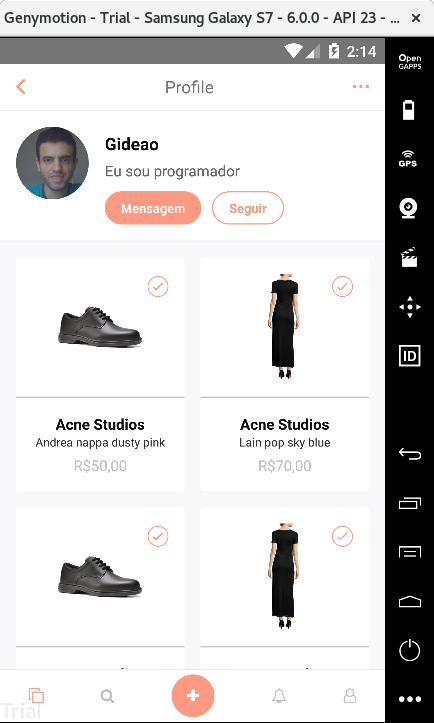 Genymotion - Trial - Samsung Galaxy S7 - 6.0.0 - API 23 - ...
2:14
Open
GAPPS
Profile
GPS
Gideao
Eu sou programador
Mensagem
Seguir
ID
Acne Studios
Andrea nappa dusty pink
R$50,00
Acne Studios
Lain pop sky blue
R$70,00
Trial